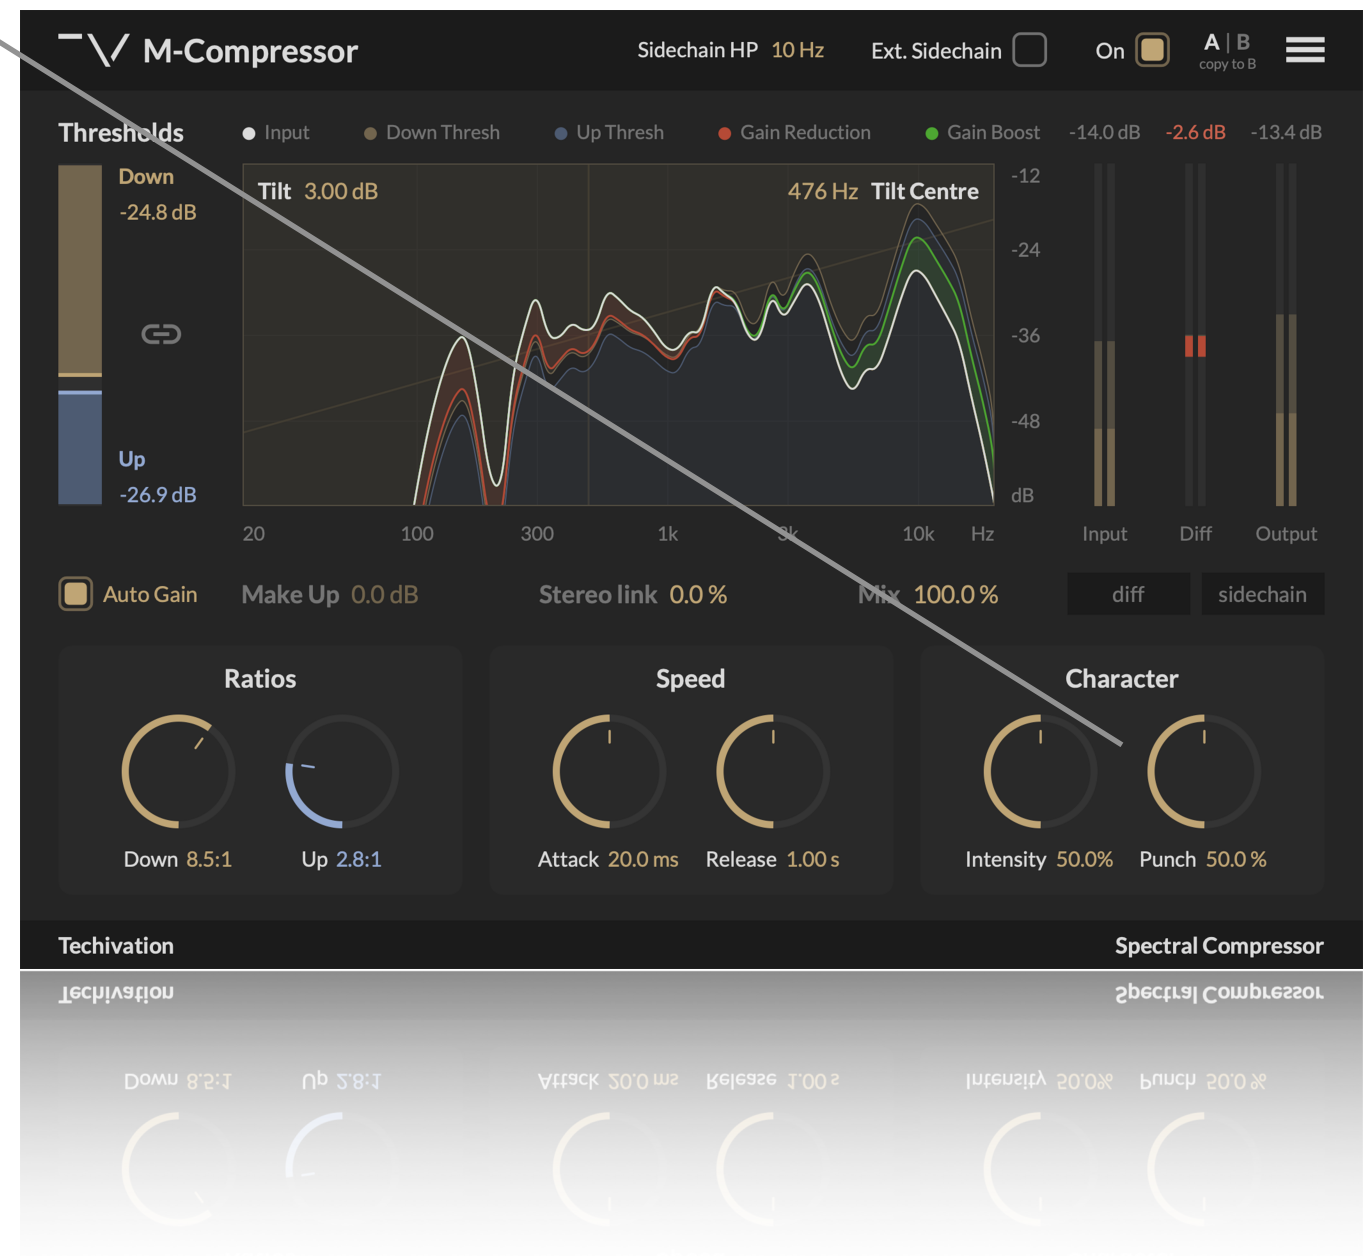 M-Compressor Sidechain HP 10 Hz Ext. Sidechain On A | B
copy to B
Thresholds Input Down Thresh Up Thresh Gain Reduction Gain Boost -14.0 dB -2.6 dB -13.4 dB
Down
-24.8 dB
Tilt 3.00 dB 476 Hz Tilt Centre
-12
-24
-36
-48
dB
Up
-26.9 dB
20 100 300 1k 3k 10k Hz Input Diff Output
Auto Gain Make Up 0.0 dB Stereo link 0.0 % Mix 100.0 % diff sidechain
Ratios Speed Character
Down 8.5:1 Up 2.8:1 Attack 20.0 ms Release 1.00 s Intensity 50.0% Punch 50.0 %
Techivation Spectral Compressor
Techivation Spectral Compressor
Down 8.5:1 Up 2.8:1 Attack 20.0 ms Release 1.00 s Intensity 50.0% Punch 50.0 %